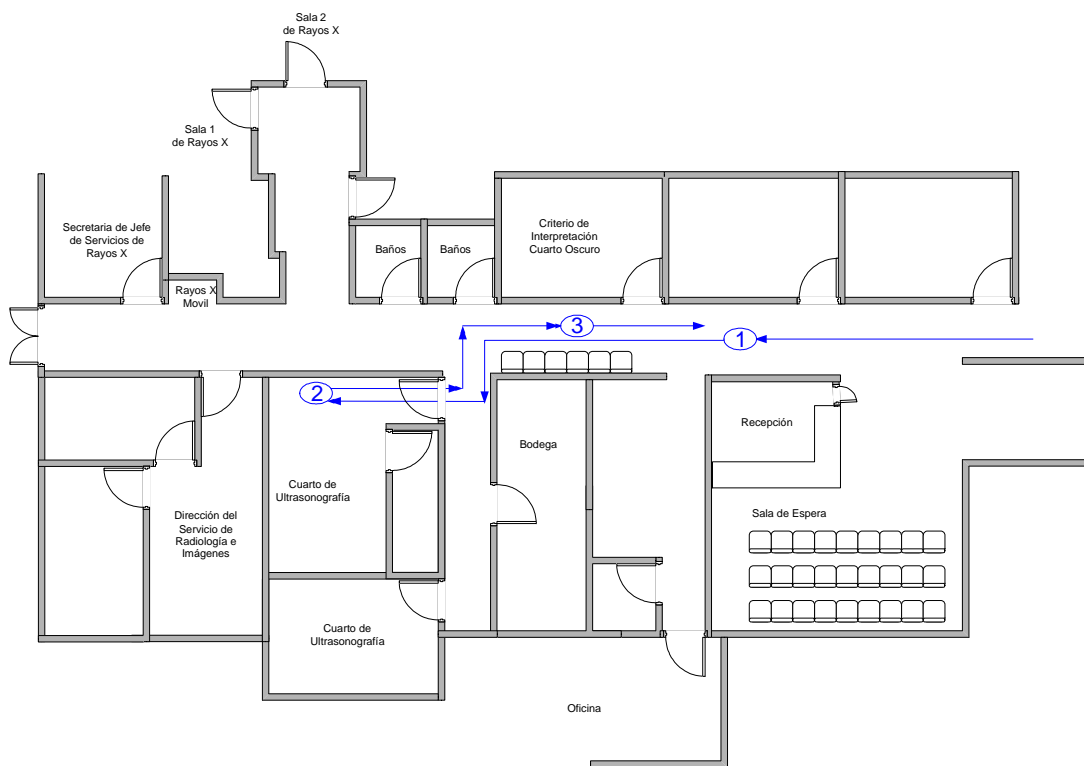 Sala 2
de Rayos X
Sala 1
de Rayos X
Secretaria de Jefe
de Servicios de
Rayos X
Rayos X
Movil
Baños
Baños
Criterio de
Interpretación
Cuarto Oscuro
3
1
2
Recepción
Bodega
Cuarto de
Ultrasonografía
Sala de Espera
Dirección del
Servicio de
Radiología e
Imágenes
Cuarto de
Ultrasonografía
Oficina